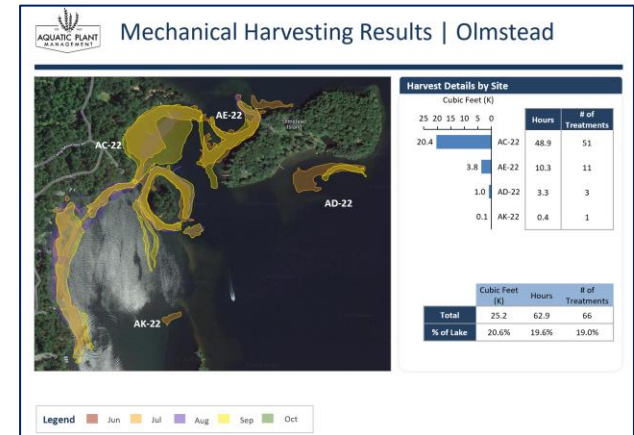 AQUATIC PLANT
MANAGEMENT
Mechanical Harvesting Results | Olmstead
AE-22
AC-22
AD-22
AK-22
Harvest Details by Site
Cubic Feet (K)
25 20 15 10 5 0
Hours
# of Treatments
20.4 AC-22 48.9 51
3.8 AE-22 10.3 11
1.0 AD-22 3.3 3
0.1 AK-22 0.4 1
Cubic Feet (K) Hours # of Treatments
Total 25.2 62.9 66
% of Lake 20.6% 19.6% 19.0%
Legend Jun Jul Aug Sep Oct